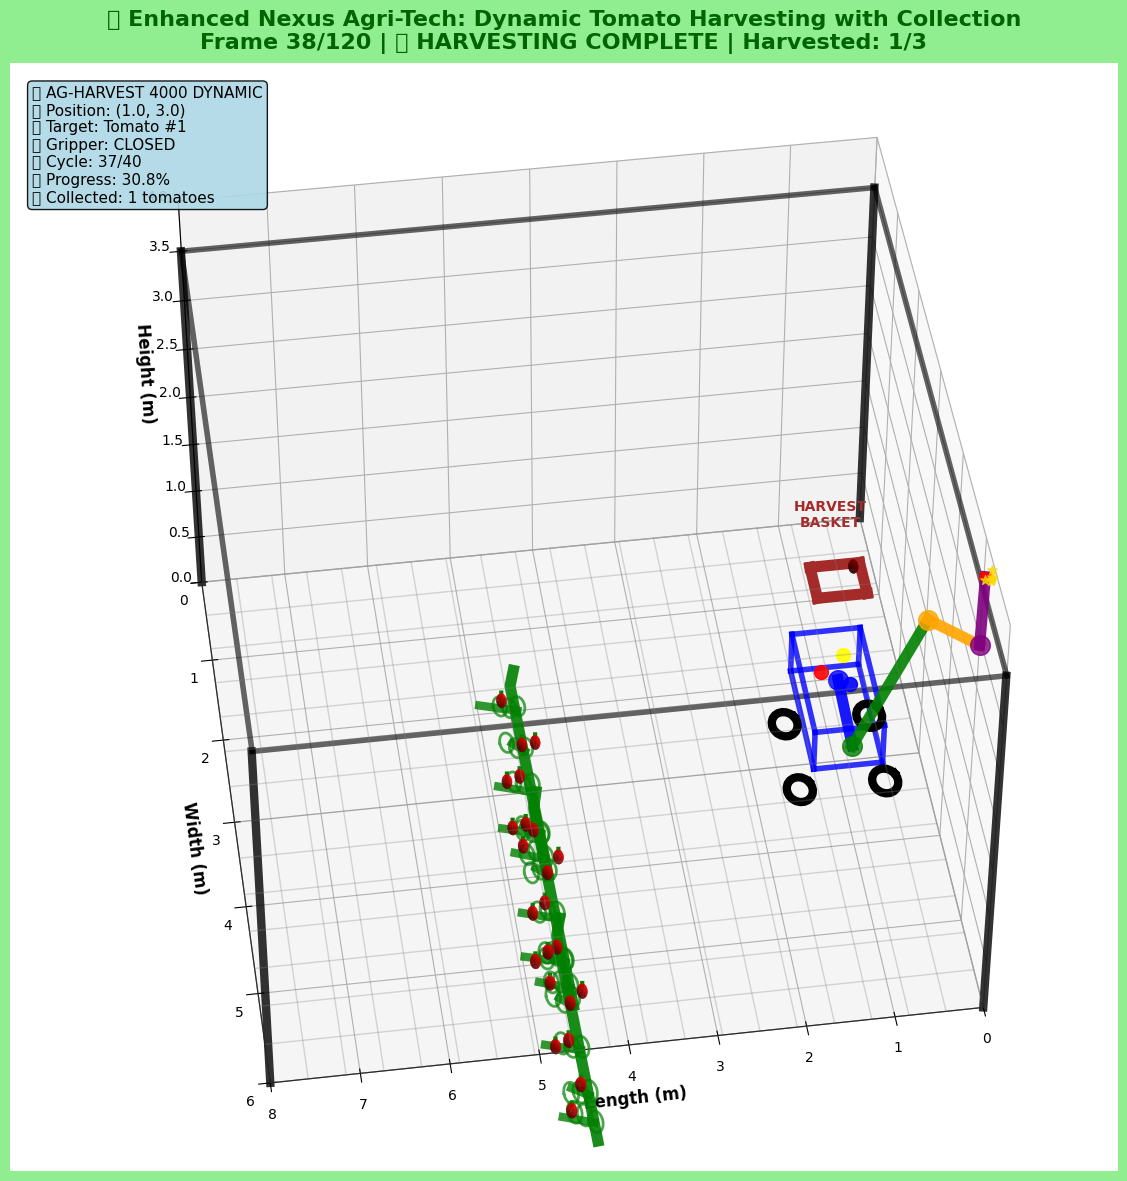 Enhanced Nexus Agri-Tech: Dynamic Tomato Harvesting with Collection
Frame 38/120 | HARVESTING COMPLETE | Harvested: 1/3
AG-HARVEST 4000 DYNAMIC
Position: (1.0, 3.0)
Target: Tomato #1
Gripper: CLOSED
Cycle: 37/40
Progress: 30.8%
Collected: 1 tomatoes
3.5
3.0
2.5
2.0
1.5
1.0
0.5
0.0
Height (m)
HARVEST
BASKET
0
1
2
3
4
5
6
Width (m)
8
7
6
5
4
3
2
1
0
ength (m)